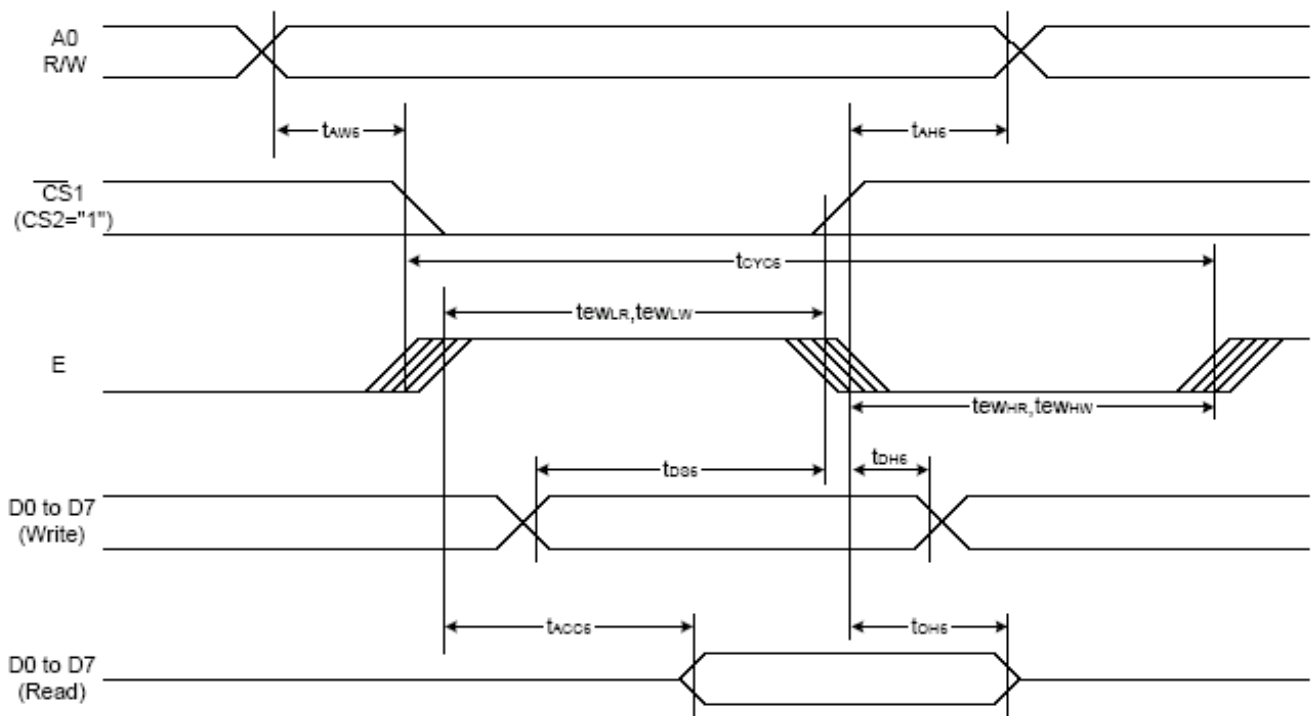 A0
R/W
tAW6
tAH6
CS1
(CS2="1")
tCYC6
tewLR,tewLW
E
tewHR,tewHW
tDS6
tDH6
D0 to D7
(Write)
tACC6
tOH6
D0 to D7
(Read)